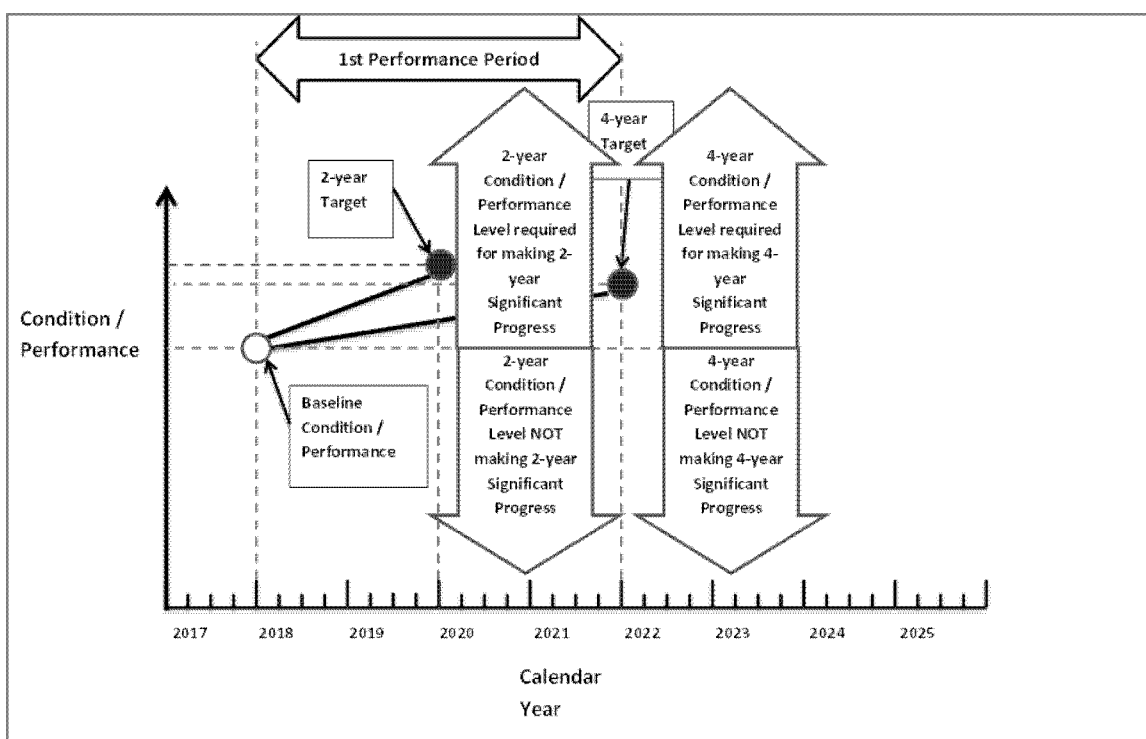 1st Performance Period
4-year
Target
2-year
Target
2-year
Condition /
Performance
Level required
for making 2-
year
Significant
Progress
4-year
Condition /
Performance
Level required
for making 4-
year
Significant
Progress
Condition /
Performance
Baseline
Condition /
Performance
2-year
Condition /
Performance
Level NOT
making 2-year
Significant
Progress
4-year
Condition /
Performance
Level NOT
making 4-year
Significant
Progress
2017 2018 2019 2020 2021 2022 2023 2024 2025
Calendar
Year